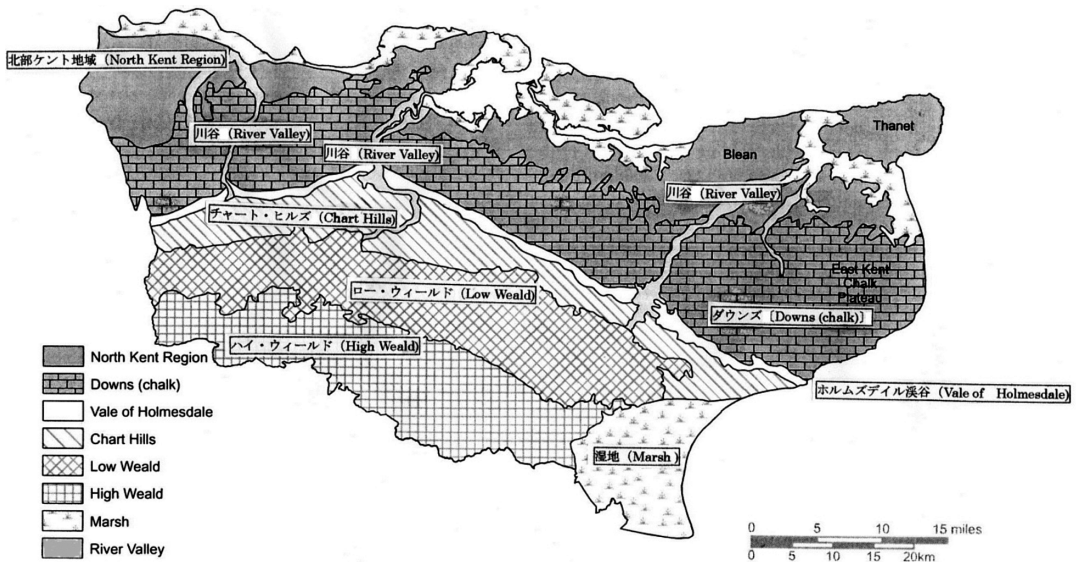 北部ケント地域（North Kent Region）
川谷（River Valley）
川谷（River Valley）
Thanet
Blean
川谷（River Valley）
チャート・ヒルズ（Chart Hills）
East Kent
Chalk
Plateau
ロー・ウィールド（Low Weald）
ダウンズ〔Downs (chalk)〕
ハイ・ウィールド（High Weald）
ホルムズデイル渓谷（Vale of Holmesdale）
湿地（Marsh）
North Kent Region
Downs (chalk)
Vale of Holmesdale
Chart Hills
Low Weald
High Weald
Marsh
River Valley
0 5 10 15 miles
0 5 10 15 20km